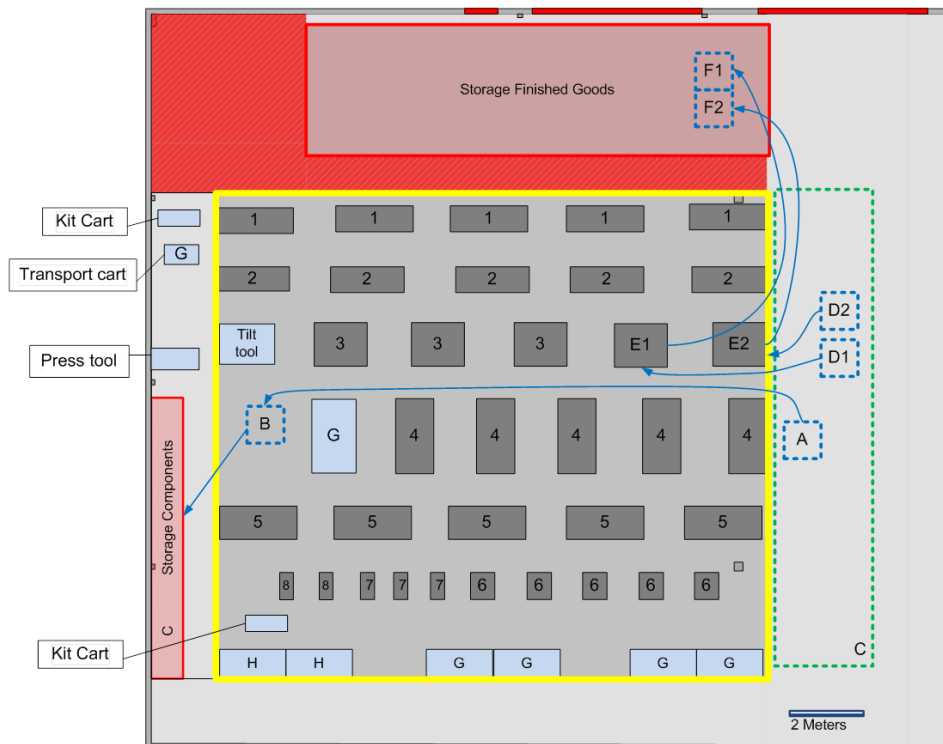 F1
Storage Finished Goods
F2
Kit Cart
1 1 1 1 1
G
Transport cart
2 2 2 2 2
D2
Tilt
tool
3 3 3 E1 E2
D1
Press tool
B
G
4 4 4 4 4
A
Storage Components
5 5 5 5 5
8 8 7 7 7 6 6 6 6 6
C
Kit Cart
C
H H G G G G
2 Meters